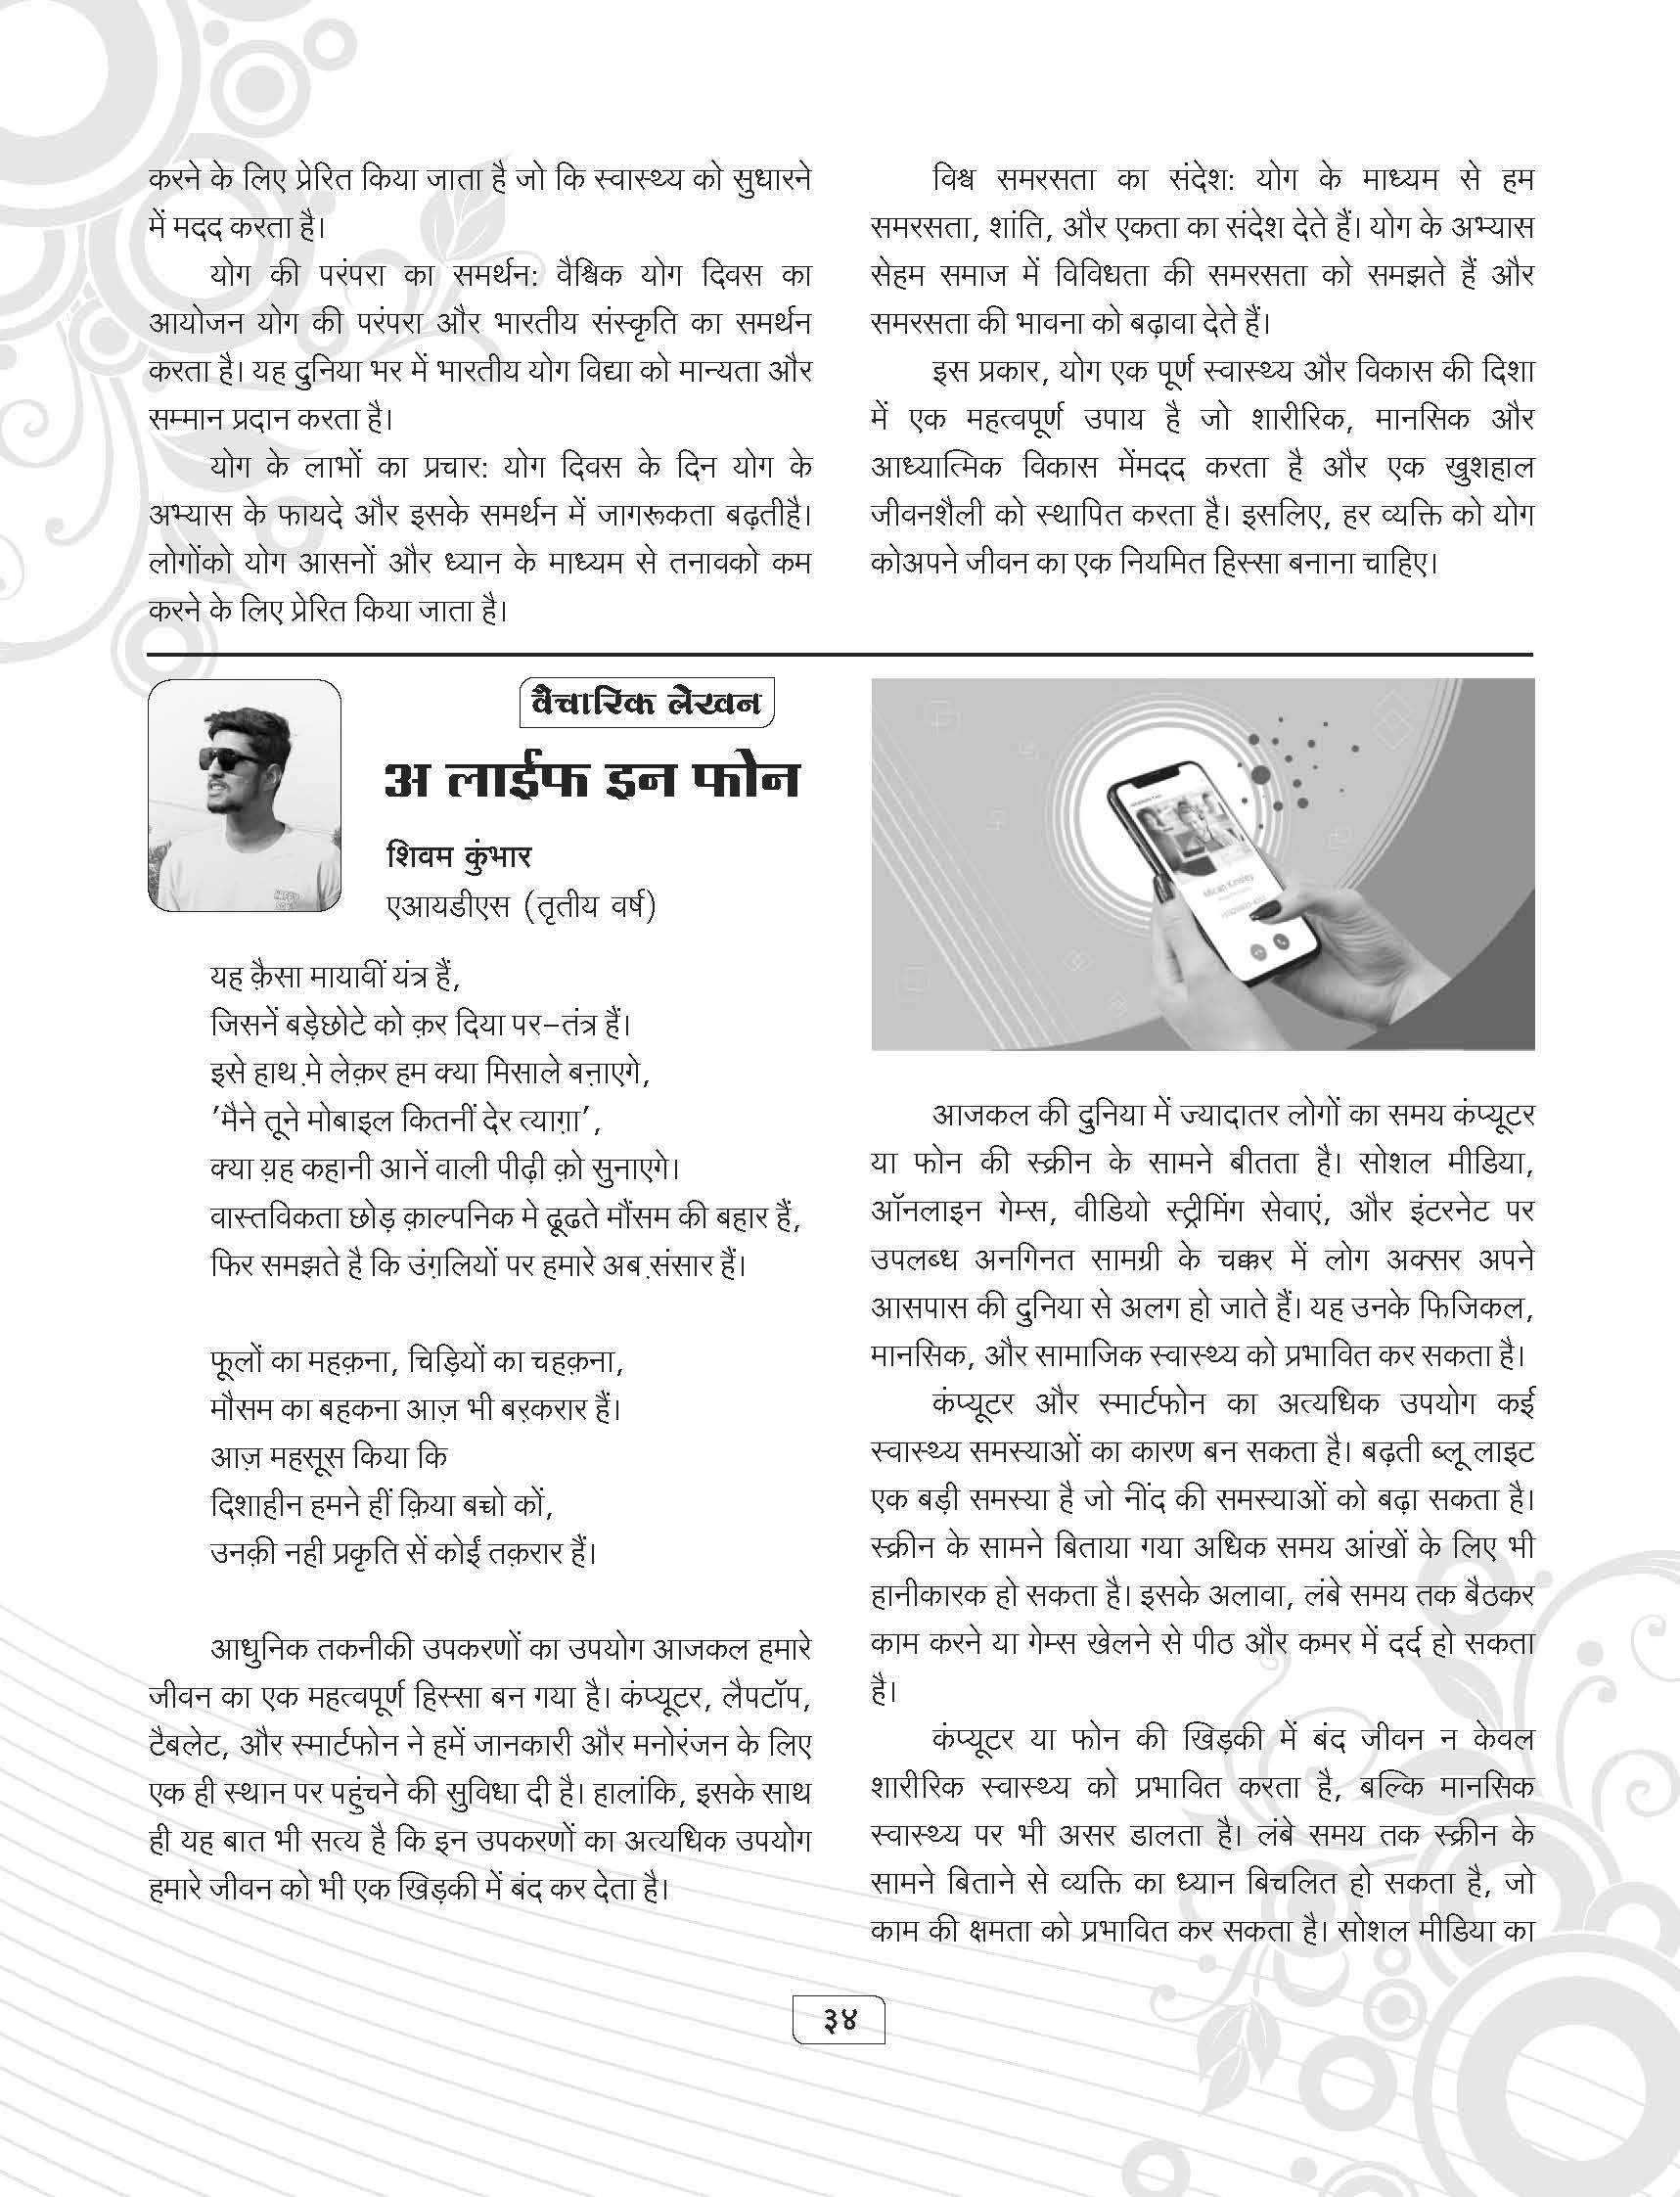 करने के लिए प्रेरित किया जाता है जो कि स्वास्थ्य को सुधारने
में मदद करता है।
योग की परंपरा का समर्थन: वैश्विक योग दिवस का
आयोजन योग की परंपरा और भारतीय संस्कृति का समर्थन
करता है। यह दुनिया भर में भारतीय योग विद्या को मान्यता और
सम्मान प्रदान करता है।
योग के लाभों का प्रचार: योग दिवस के दिन योग के
अभ्यास के फायदे और इसके समर्थन में जागरूकता बढ़तीहै।
लोगोंको योग आसनों और ध्यान के माध्यम से तनावको कम
करने के लिए प्रेरित किया जाता है।
विश्व समरसता का संदेश: योग के माध्यम से हम
समरसता, शांति, और एकता का संदेश देते हैं। योग के अभ्यास
सेहम समाज में विविधता की समरसता को समझते हैं और
समरसता की भावना को बढ़ावा देते हैं।
इस प्रकार, योग एक पूर्ण स्वास्थ्य और विकास की दिशा
में एक महत्वपूर्ण उपाय है जो शारीरिक, मानसिक और
आध्यात्मिक विकास मेंमदद करता है और एक खुशहाल
जीवनशैली को स्थापित करता है। इसलिए, हर व्यक्ति को योग
कोअपने जीवन का एक नियमित हिस्सा बनाना चाहिए।
वैचारिक लेखन
अ लाईफ इन फोन
शिवम कुंभार
एआयडीएस (तृतीय वर्ष)
यह क़ैसा मायावीं यंत्र हैं,
जिसनें बड़ेछोटे को क़र दिया पर-तंत्र हैं।
इसे हाथ मे़ लेक़र हम क्या मिसाले बऩाएगे,
'मैने तूने मोबाइल कितनीं देर त्याग़ा',
क्या य़ह कहानी आनें वाली पीढ़ी क़ो सुनाएगे।
वास्तविकता छोड़ क़ाल्पनिक मे ढूढते मौंसम की बहार हैं,
फिर समझते है कि उंग़लियों पर हमारे अब सं़सार हैं।
फूलों का महक़ना, चिड़ियों का चहक़ना,
मौसम का बहकना आज़ भी बऱकरार हैं।
आज़ महसूस किया कि
दिशाहीन हमने हीं क़िया बच्चो कों,
उनक़ी नही प्रकृति सें कोईं तक़रार हैं।
आधुनिक तकनीकी उपकरणों का उपयोग आजकल हमारे
जीवन का एक महत्वपूर्ण हिस्सा बन गया है। कंप्यूटर, लैपटॉप,
टैबलेट, और स्मार्टफोन ने हमें जानकारी और मनोरंजन के लिए
एक ही स्थान पर पहुंचने की सुविधा दी है। हालांकि, इसके साथ
ही यह बात भी सत्य है कि इन उपकरणों का अत्यधिक उपयोग
हमारे जीवन को भी एक खिड़की में बंद कर देता है।
Mican Kinsley
आजकल की दुनिया में ज्यादातर लोगों का समय कंप्यूटर
या फोन की स्क्रीन के सामने बीतता है। सोशल मीडिया,
ऑनलाइन गेम्स, वीडियो स्ट्रीमिंग सेवाएं, और इंटरनेट पर
उपलब्ध अनगिनत सामग्री के चक्कर में लोग अक्सर अपने
आसपास की दुनिया से अलग हो जाते हैं। यह उनके फिजिकल,
मानसिक, और सामाजिक स्वास्थ्य को प्रभावित कर सकता है।
कंप्यूटर और स्मार्टफोन का अत्यधिक उपयोग कई
स्वास्थ्य समस्याओं का कारण बन सकता है। बढ़ती ब्लू लाइट
एक बड़ी समस्या है जो नींद की समस्याओं को बढ़ा सकता है।
स्क्रीन के सामने बिताया गया अधिक समय आंखों के लिए भी
हानीकारक हो सकता है। इसके अलावा, लंबे समय तक बैठकर
काम करने या गेम्स खेलने से पीठ और कमर में दर्द हो सकता
है।
कंप्यूटर या फोन की खिड़की में बंद जीवन न केवल
शारीरिक स्वास्थ्य को प्रभावित करता है, बल्कि मानसिक
स्वास्थ्य पर भी असर डालता है। लंबे समय तक स्क्रीन के
सामने बिताने से व्यक्ति का ध्यान बिचलित हो सकता है, जो
काम की क्षमता को प्रभावित कर सकता है। सोशल मीडिया का
३४